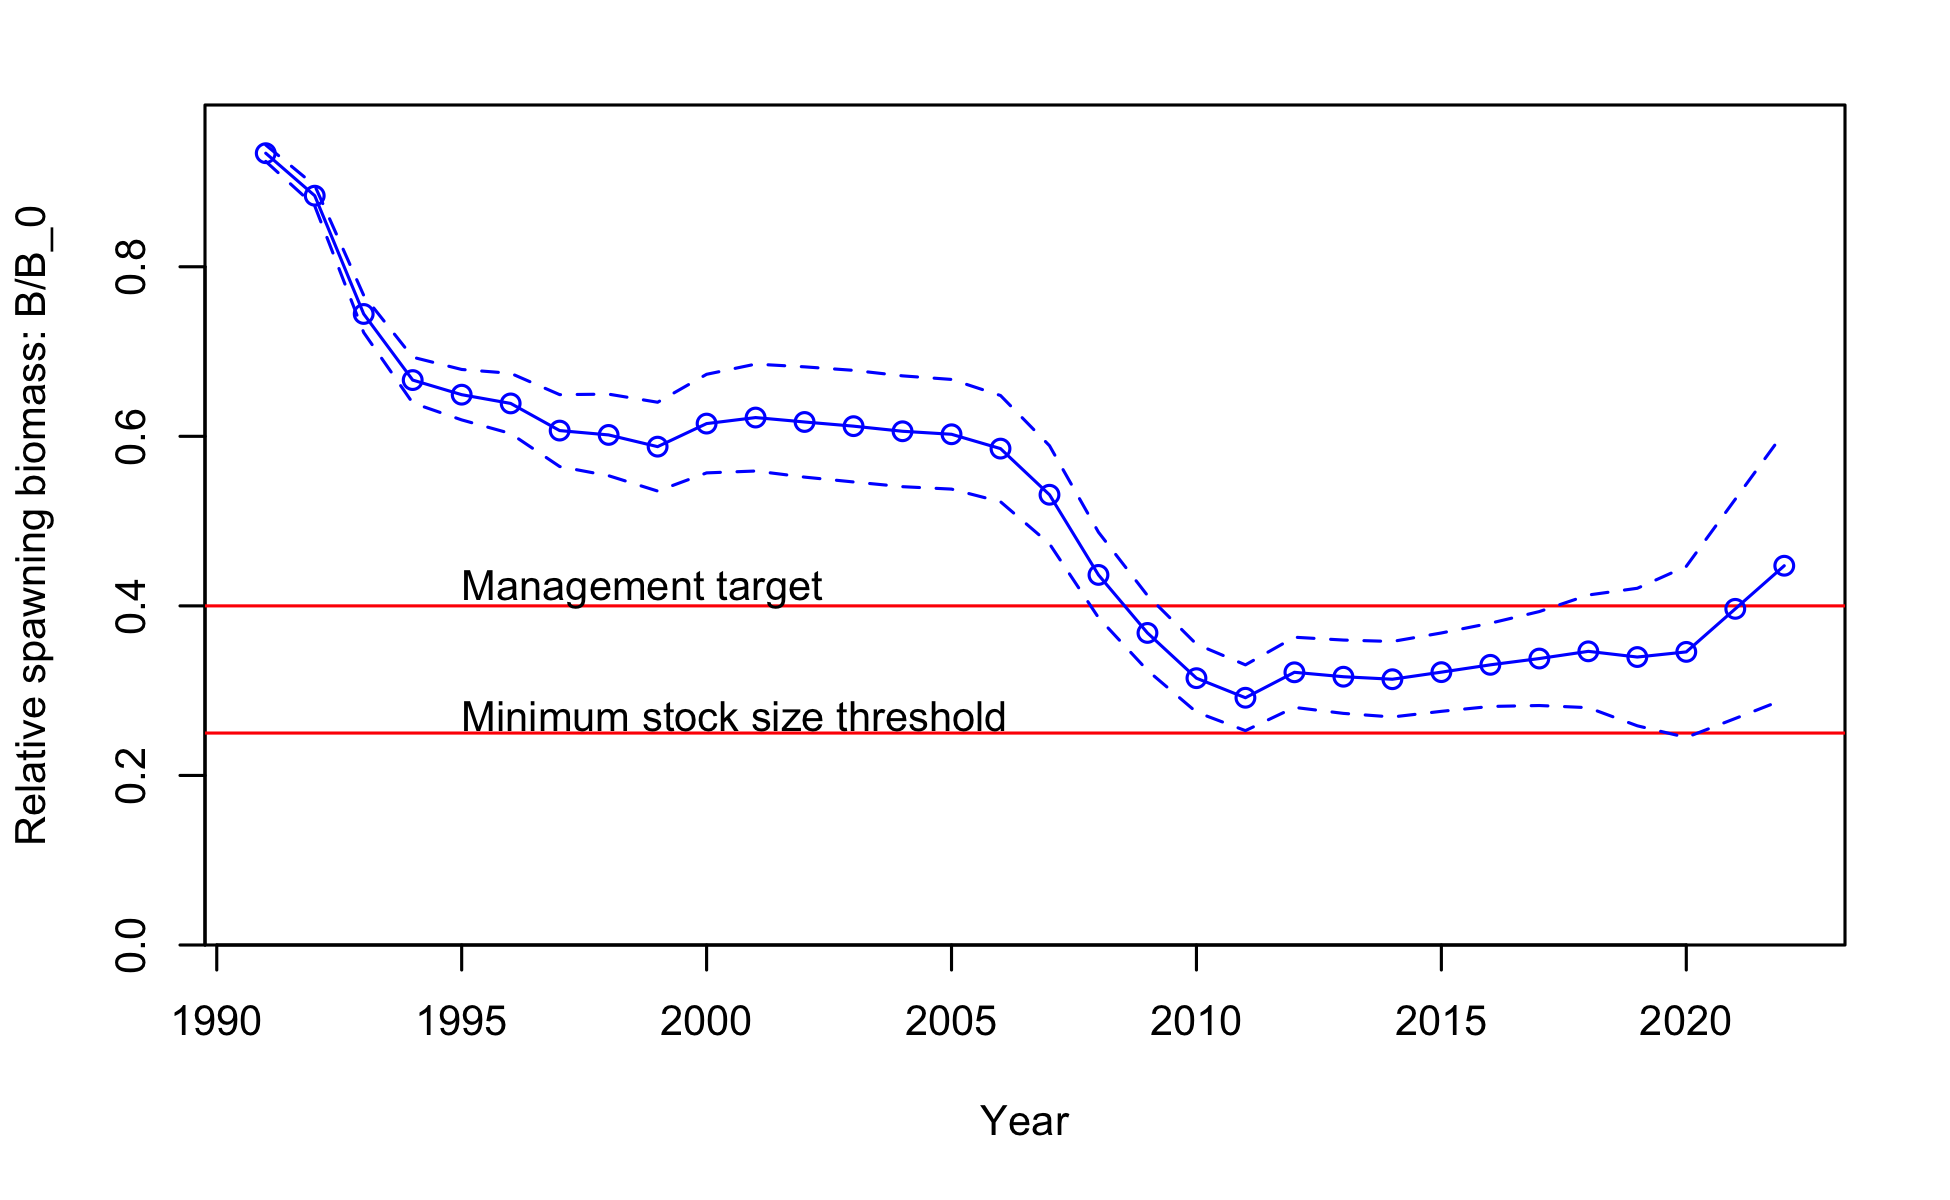 Relative spawning biomass: B/B_0
0.8
0.6
0.4
0.2
0.0
Management target
Minimum stock size threshold
1990 1995 2000 2005 2010 2015 2020
Year